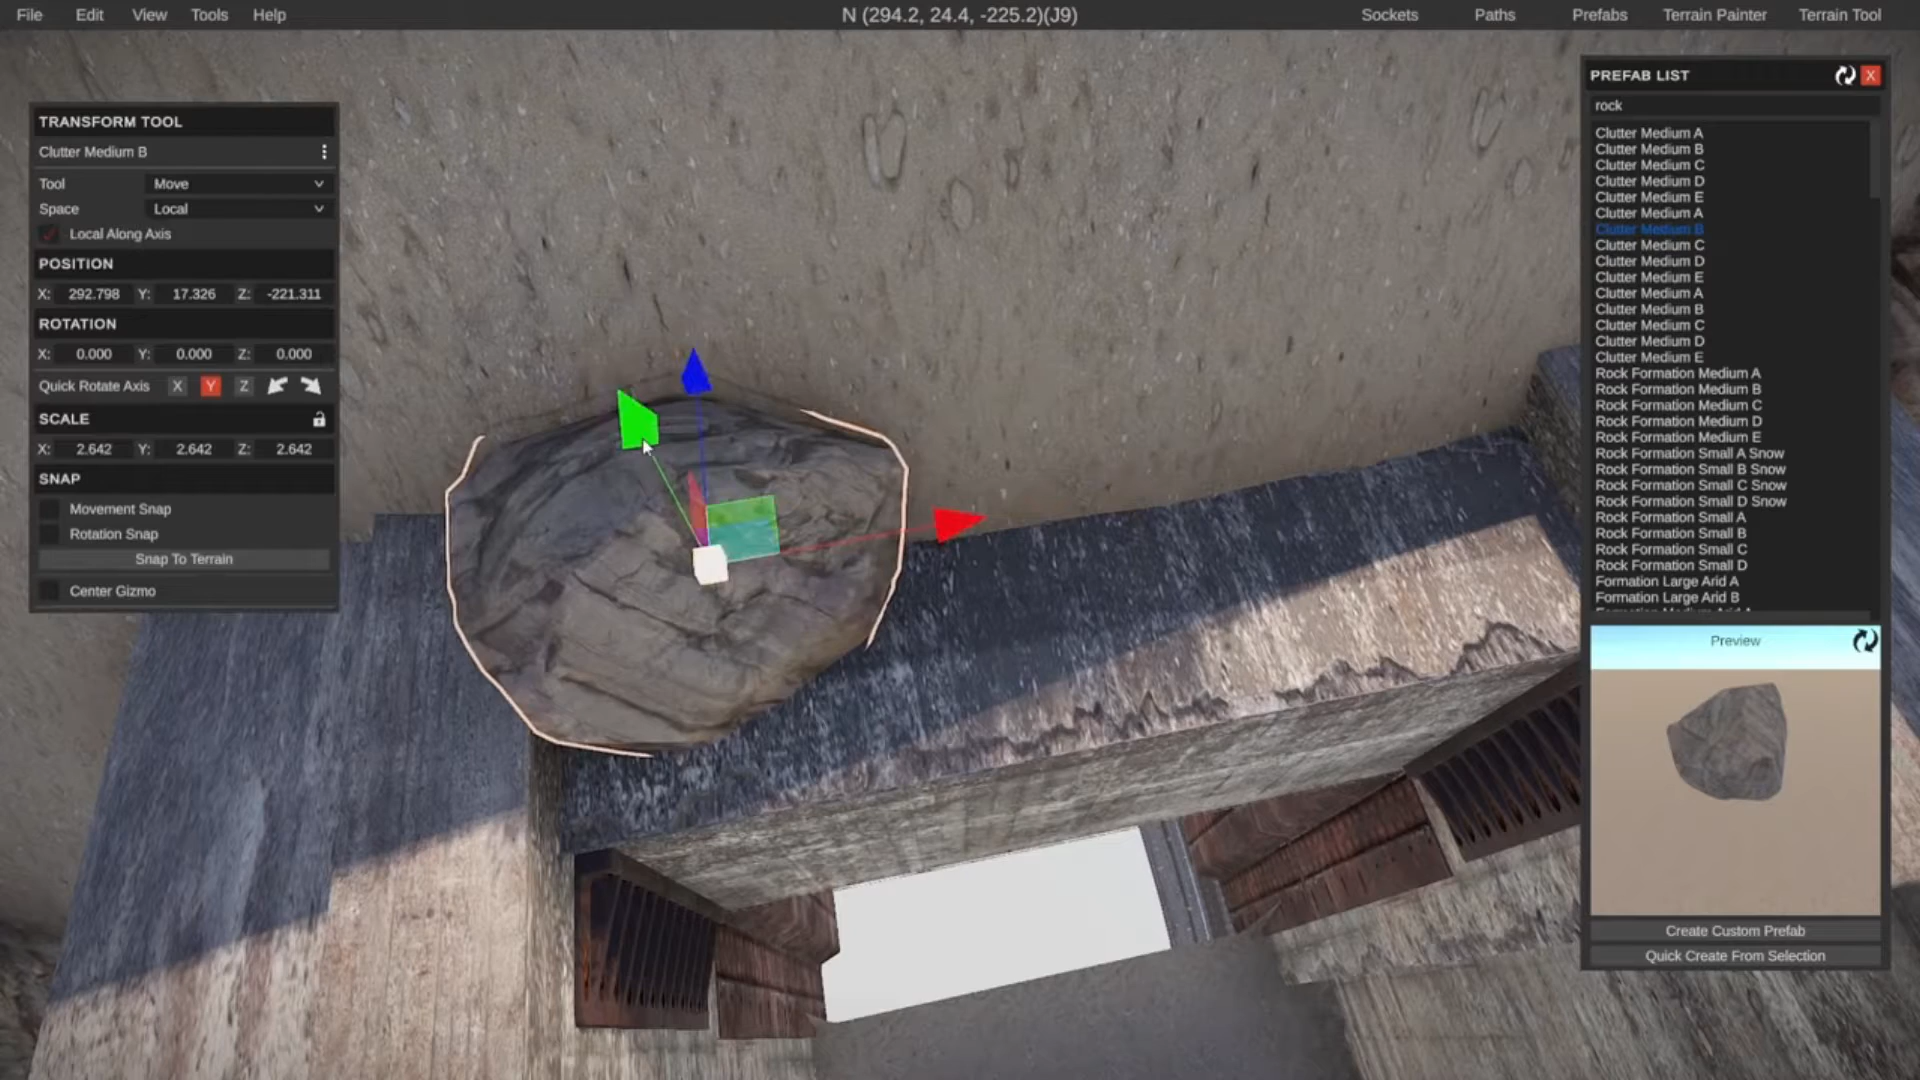 File Edit View Tools Help N (294.2, 24.4, -225.2)(J9) Sockets Paths Prefabs Terrain Painter Terrain Tool
TRANSFORM TOOL
Clutter Medium B
Tool Move
Space Local
Local Along Axis
POSITION
X: 292.798 Y: 17.326 Z: -221.311
ROTATION
X: 0.000 Y: 0.000 Z: 0.000
Quick Rotate Axis X Y Z
SCALE
X: 2.642 Y: 2.642 Z: 2.642
SNAP
Movement Snap
Rotation Snap
Snap To Terrain
Center Gizmo
PREFAB LIST X
rock
Clutter Medium A
Clutter Medium B
Clutter Medium C
Clutter Medium D
Clutter Medium E
Clutter Medium A
Clutter Medium B
Clutter Medium C
Clutter Medium D
Clutter Medium E
Clutter Medium A
Clutter Medium B
Clutter Medium C
Clutter Medium D
Clutter Medium E
Rock Formation Medium A
Rock Formation Medium B
Rock Formation Medium C
Rock Formation Medium D
Rock Formation Medium E
Rock Formation Small A Snow
Rock Formation Small B Snow
Rock Formation Small C Snow
Rock Formation Small D Snow
Rock Formation Small A
Rock Formation Small B
Rock Formation Small C
Rock Formation Small D
Formation Large Arid A
Formation Large Arid B
Preview
Create Custom Prefab
Quick Create From Selection